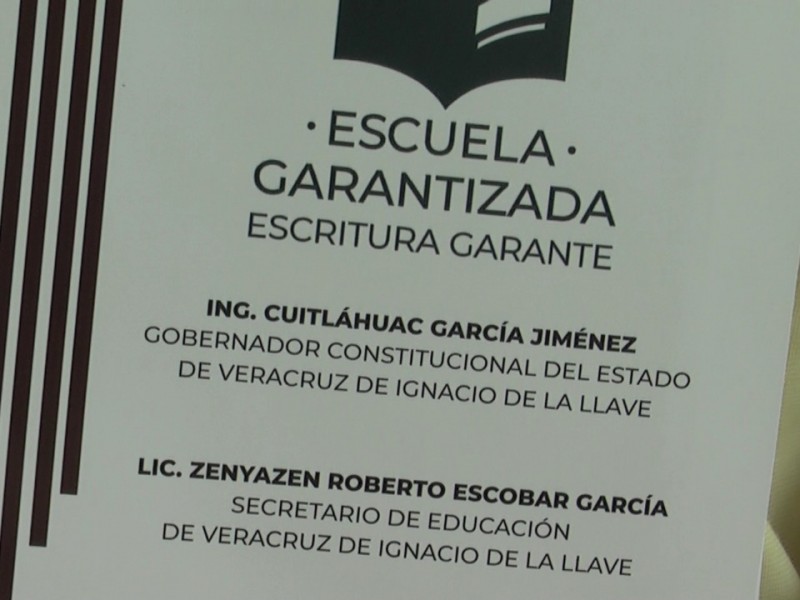 · ESCUELA ·
GARANTIZADA
ESCRITURA GARANTE
ING. CUITLÁHUAC GARCÍA JIMÉNEZ
GOBERNADOR CONSTITUCIONAL DEL ESTADO
DE VERACRUZ DE IGNACIO DE LA LLAVE
LIC. ZENYAZEN ROBERTO ESCOBAR GARCÍA
SECRETARIO DE EDUCACIÓN
DE VERACRUZ DE IGNACIO DE LA LLAVE